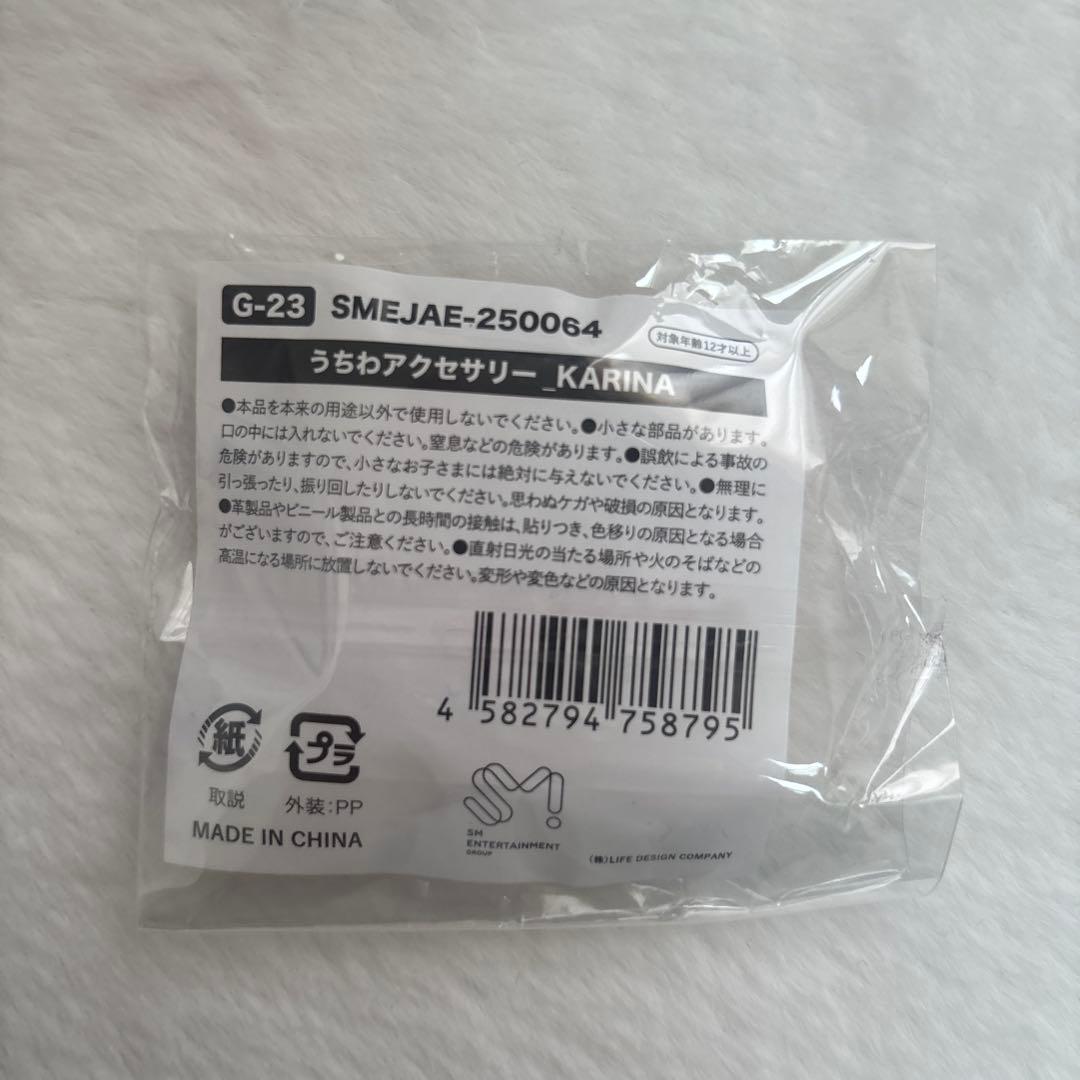 G-23 SMEJAE-250064
対象年齢12才以上
うちわアクセサリー_KARINA
●本品を本来の用途以外で使用しないでください。●小さな部品があります。
口の中には入れないでください。窒息などの危険があります。●誤飲による事故の
危険がありますので、小さなお子さまには絶対に与えないでください。●無理に
引っ張ったり、振り回したりしないでください。思わぬケガや破損の原因となります。
●革製品やビニール製品との長時間の接触は、貼りつき、色移りの原因となる場合
がございますので、ご注意ください。●直射日光の当たる場所や火のそばなどの
高温になる場所に放置しないでください。変形や変色などの原因となります。
4 582794 758795
紙 プラ
取説 外装:PP
MADE IN CHINA
SM
SM
ENTERTAINMENT
GROUP
(株)LIFE DESIGN COMPANY